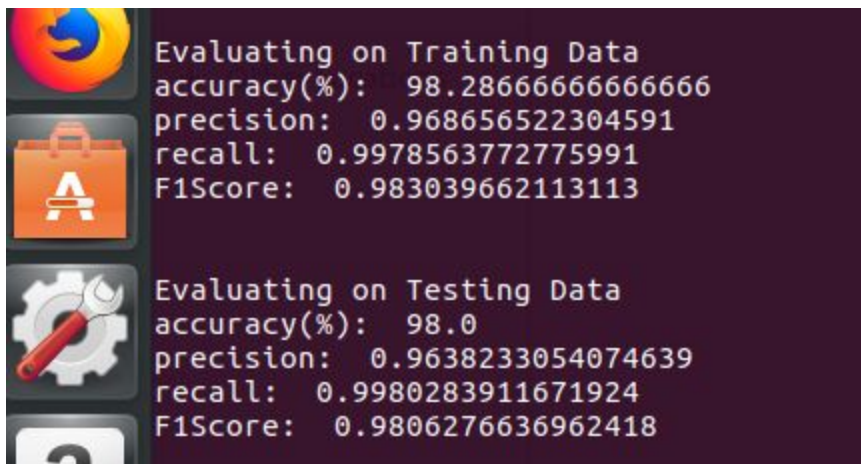 Evaluating on Training Data
accuracy(%):  98.28666666666666
precision:  0.968656522304591
recall:  0.9978563772775991
F1Score:  0.983039662113113
Evaluating on Testing Data
accuracy(%):  98.0
precision:  0.9638233054074639
recall:  0.9980283911671924
F1Score:  0.9806276636962418